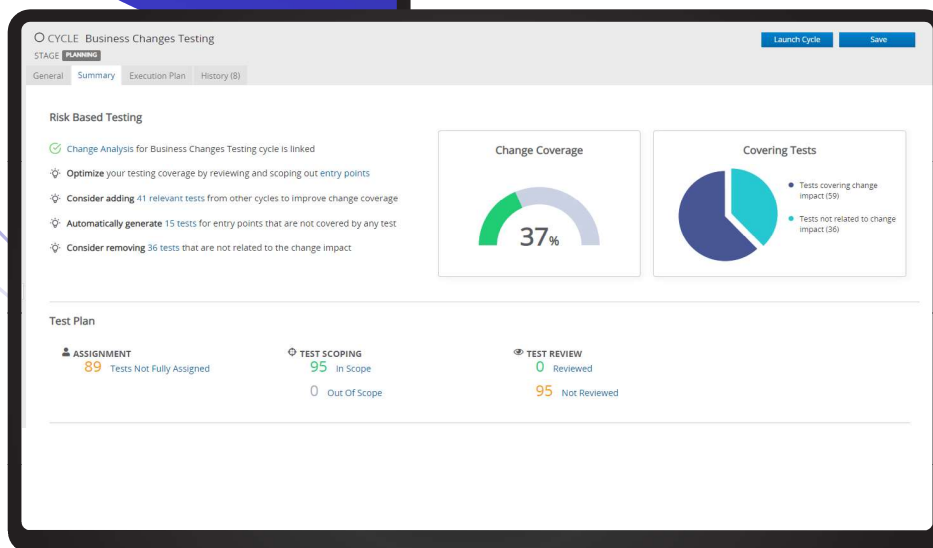 CYCLE Business Changes Testing
Launch Cycle
Save
STAGE PLANNING
General
Summary
Execution Plan
History (8)
Risk Based Testing
Change Analysis for Business Changes Testing cycle is linked
Optimize your testing coverage by reviewing and scoping out entry points
Consider adding 41 relevant tests from other cycles to improve change coverage
Automatically generate 15 tests for entry points that are not covered by any test
Consider removing 36 tests that are not related to the change impact
Change Coverage
37%
Covering Tests
Tests covering change
impact (59)
Tests not related to change
impact (36)
Test Plan
ASSIGNMENT
89 Tests Not Fully Assigned
TEST SCOPING
95 In Scope
0 Out Of Scope
TEST REVIEW
0 Reviewed
95 Not Reviewed